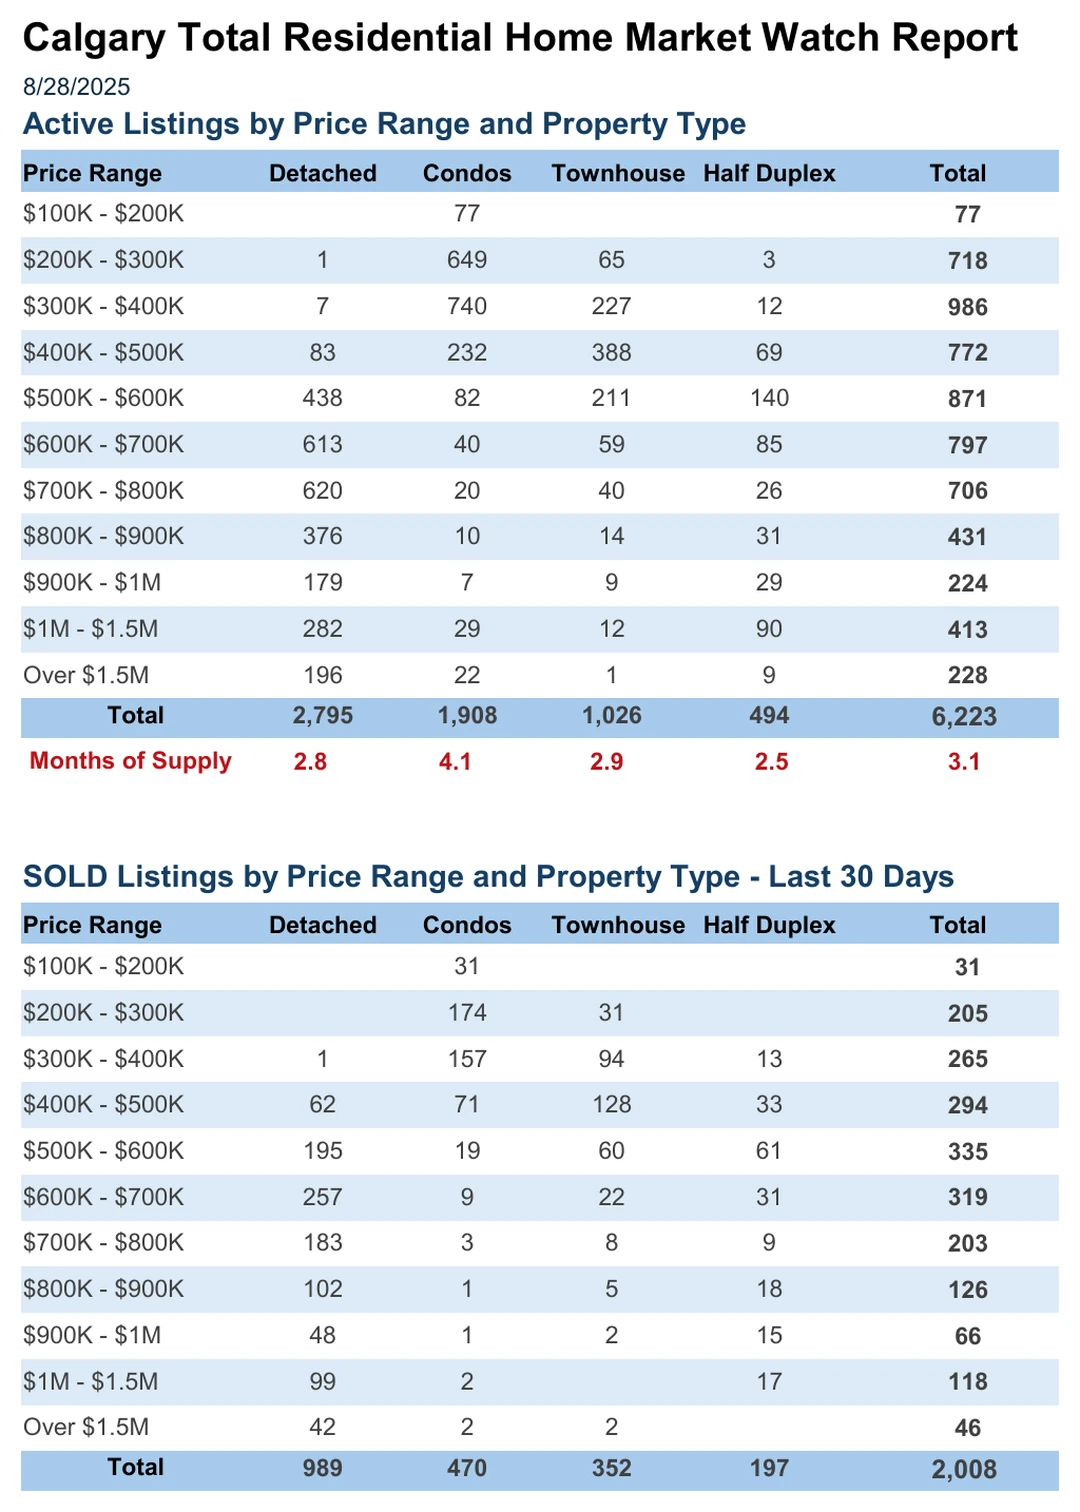 Calgary Total Residential Home Market Watch Report
8/28/2025
Active Listings by Price Range and Property Type
Price Range Detached Condos Townhouse Half Duplex Total
$100K - $200K 77 77
$200K - $300K 1 649 65 3 718
$300K - $400K 7 740 227 12 986
$400K - $500K 83 232 388 69 772
$500K - $600K 438 82 211 140 871
$600K - $700K 613 40 59 85 797
$700K - $800K 620 20 40 26 706
$800K - $900K 376 10 14 31 431
$900K - $1M 179 7 9 29 224
$1M - $1.5M 282 29 12 90 413
Over $1.5M 196 22 1 9 228
Total 2,795 1,908 1,026 494 6,223
Months of Supply 2.8 4.1 2.9 2.5 3.1
SOLD Listings by Price Range and Property Type - Last 30 Days
Price Range Detached Condos Townhouse Half Duplex Total
$100K - $200K 31 31
$200K - $300K 174 31 205
$300K - $400K 1 157 94 13 265
$400K - $500K 62 71 128 33 294
$500K - $600K 195 19 60 61 335
$600K - $700K 257 9 22 31 319
$700K - $800K 183 3 8 9 203
$800K - $900K 102 1 5 18 126
$900K - $1M 48 1 2 15 66
$1M - $1.5M 99 2 17 118
Over $1.5M 42 2 2 46
Total 989 470 352 197 2,008